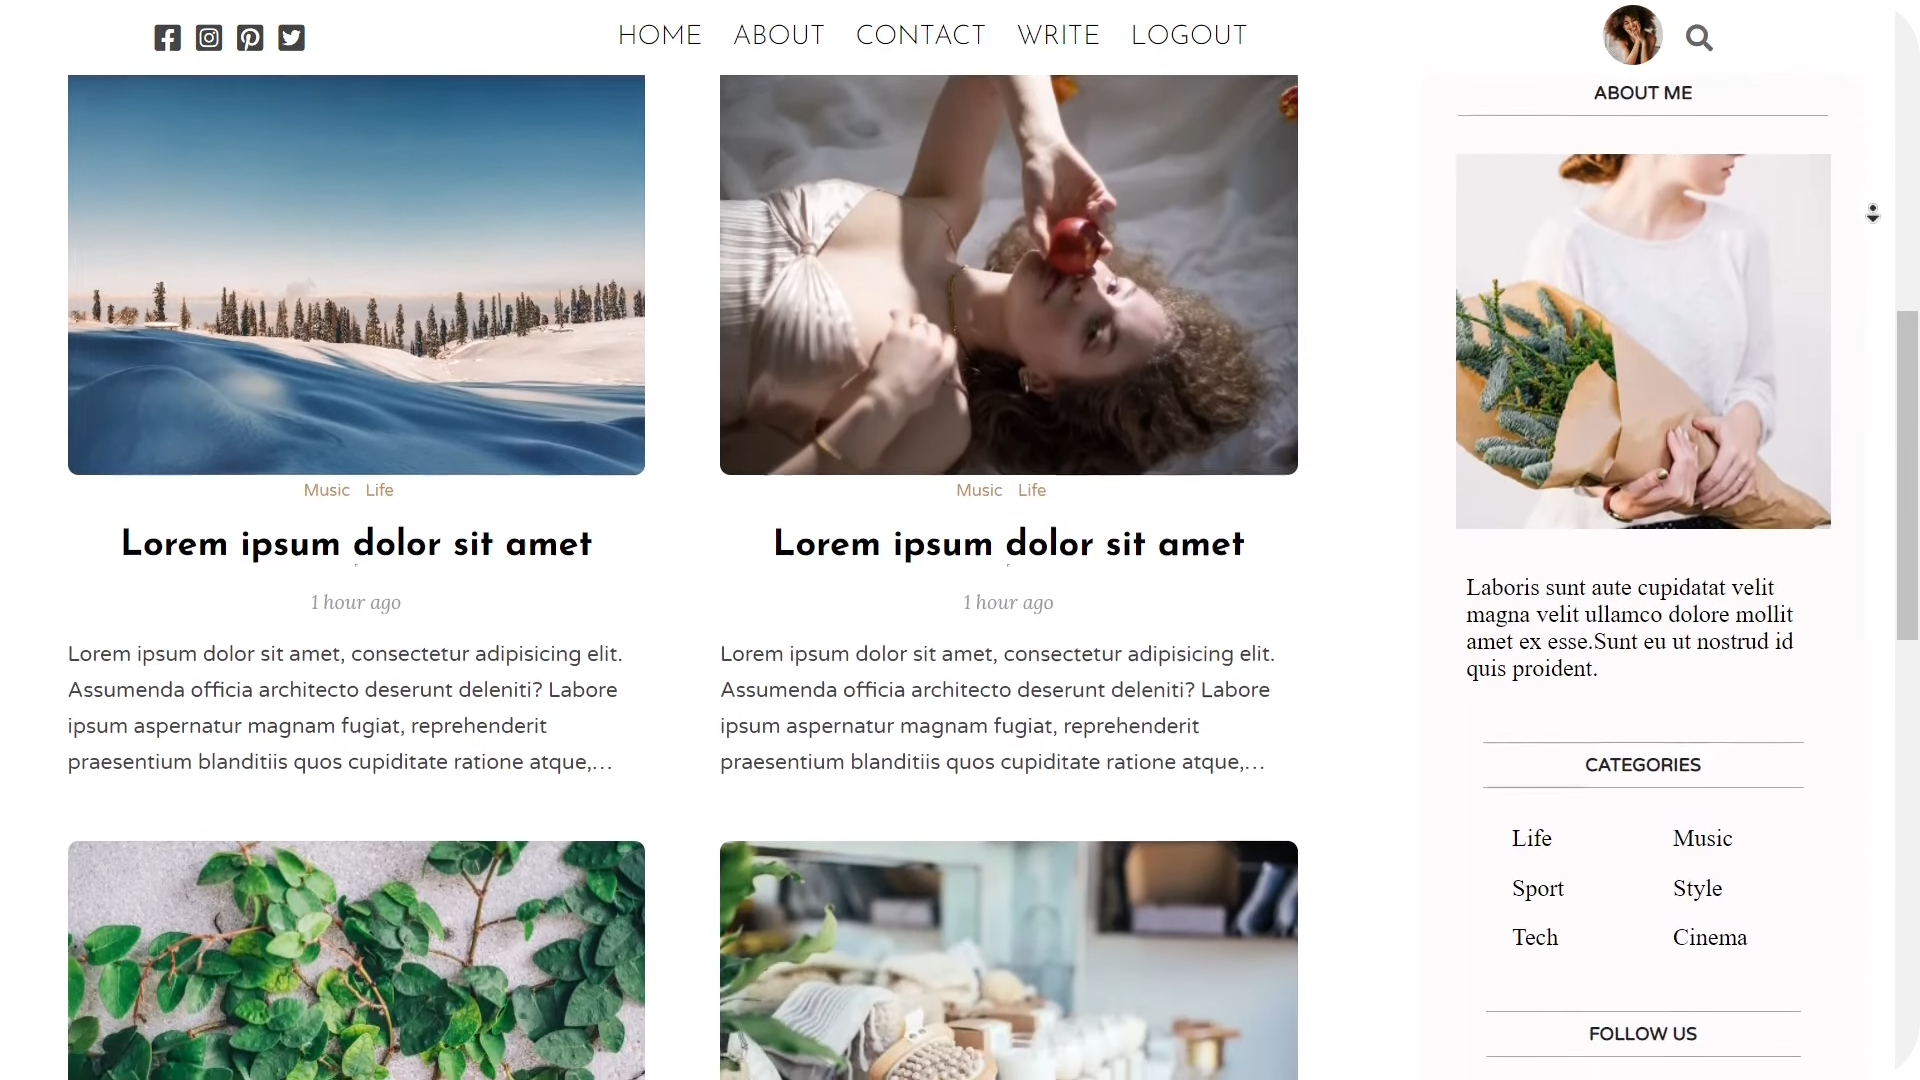 HOME ABOUT CONTACT WRITE LOGOUT
Music Life
Lorem ipsum dolor sit amet
1 hour ago
Lorem ipsum dolor sit amet, consectetur adipisicing elit.
Assumenda officia architecto deserunt deleniti? Labore
ipsum aspernatur magnam fugiat, reprehenderit
praesentium blanditiis quos cupiditate ratione atque,...
Music Life
Lorem ipsum dolor sit amet
1 hour ago
Lorem ipsum dolor sit amet, consectetur adipisicing elit.
Assumenda officia architecto deserunt deleniti? Labore
ipsum aspernatur magnam fugiat, reprehenderit
praesentium blanditiis quos cupiditate ratione atque,...
ABOUT ME
Laboris sunt aute cupidatat velit
magna velit ullamco dolore mollit
amet ex esse.Sunt eu ut nostrud id
quis proident.
CATEGORIES
Life Music
Sport Style
Tech Cinema
FOLLOW US